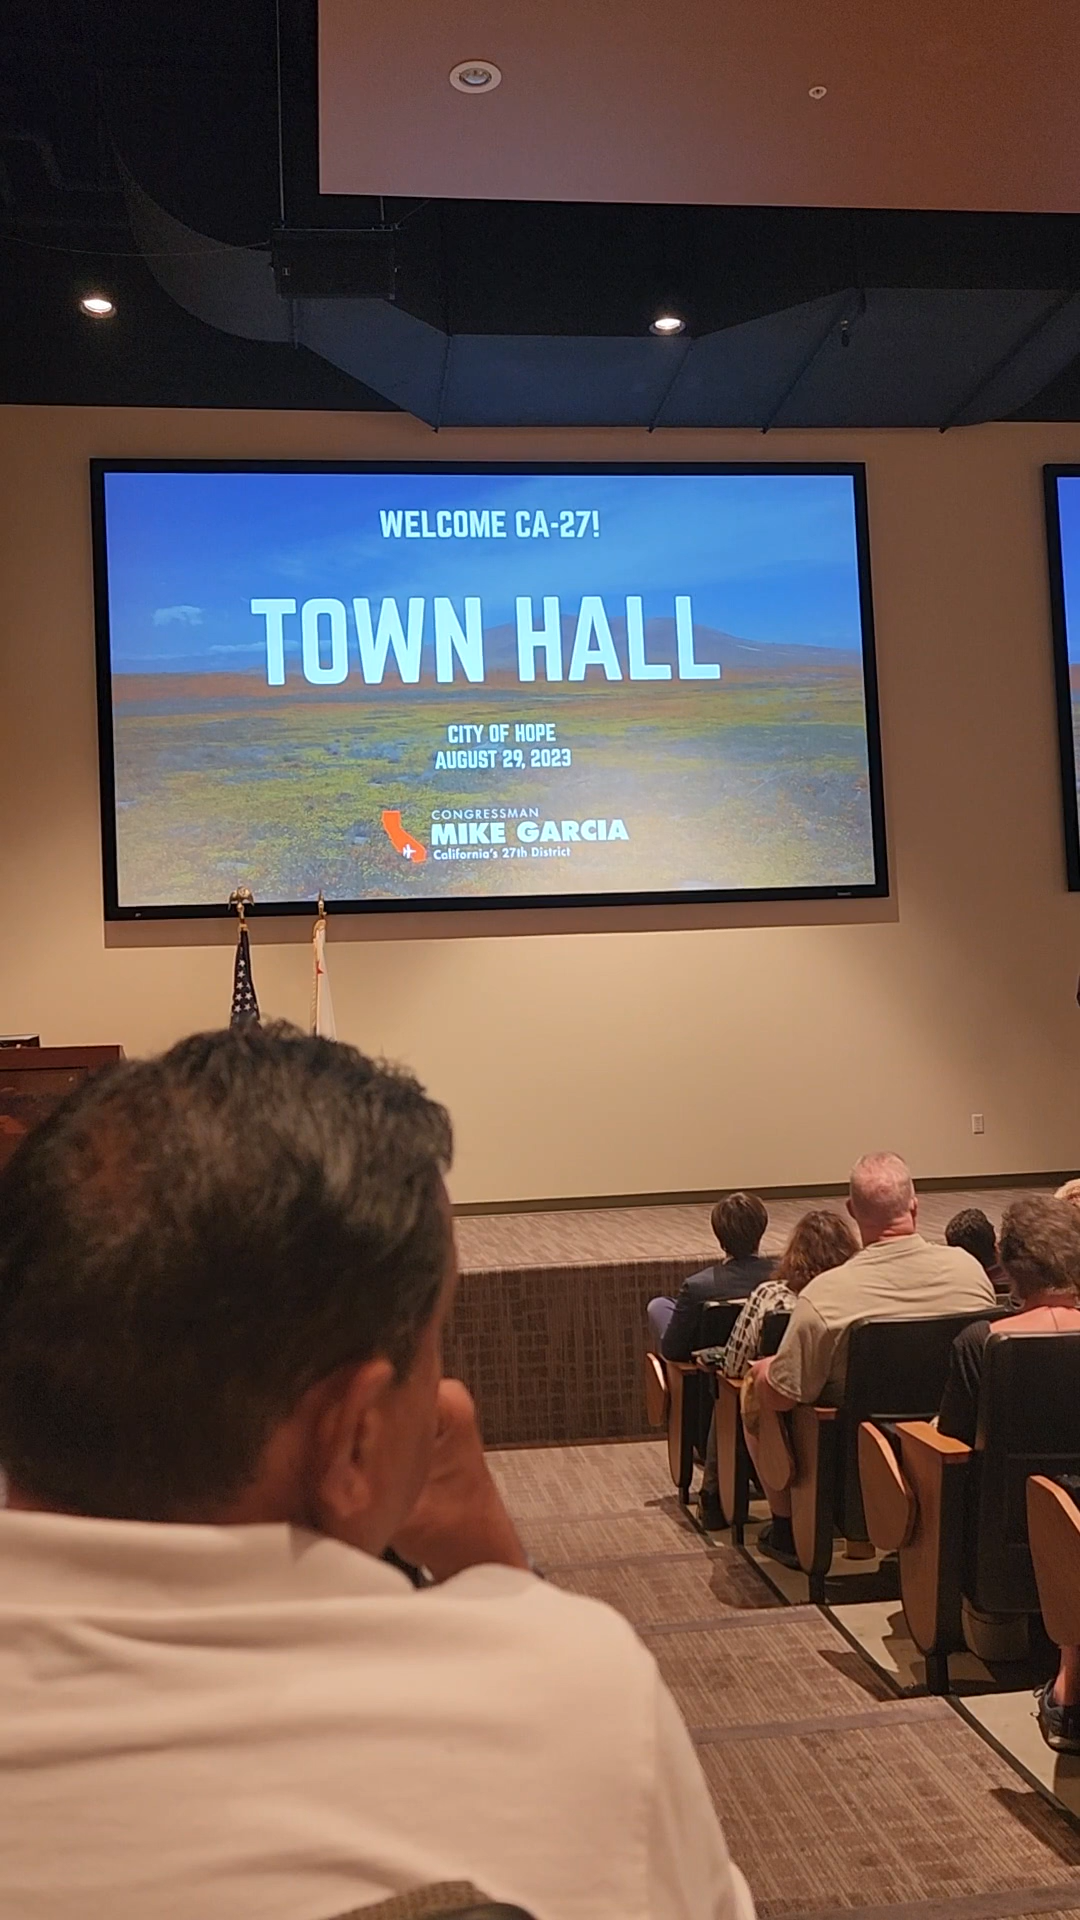 WELCOME CA-27!
TOWN HALL
CITY OF HOPE
AUGUST 29, 2023
CONGRESSMAN
MIKE GARCIA
California's 27th District